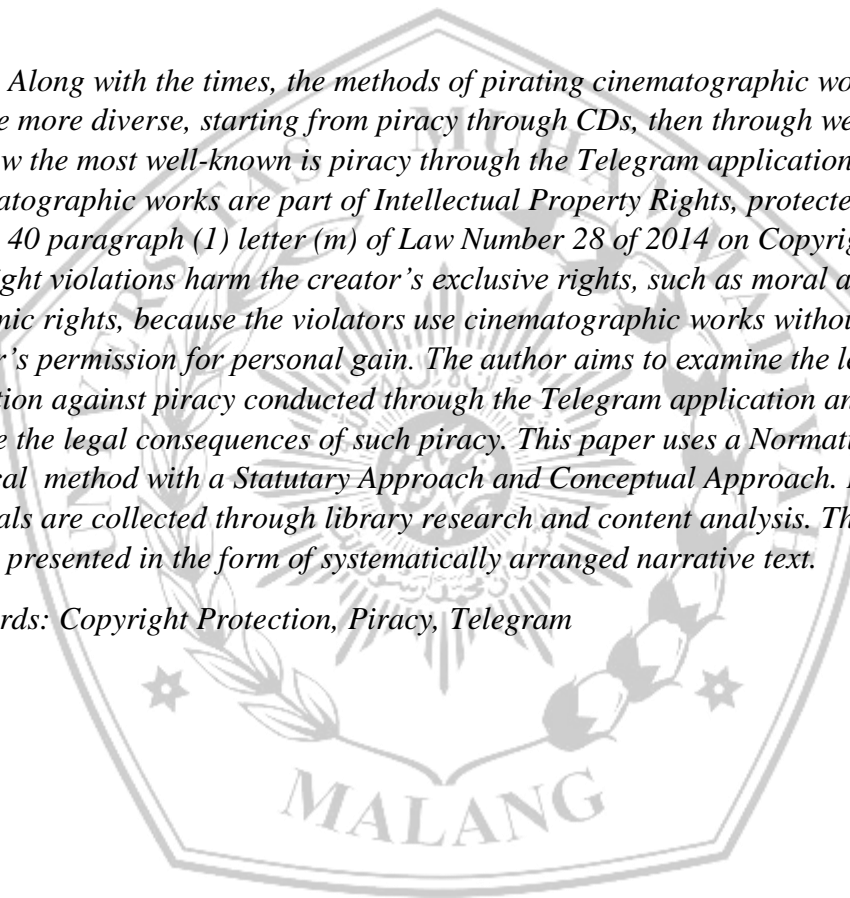 Along with the times, the methods of pirating cinematographic wo
e more diverse, starting from piracy through CDs, then through we
w the most well-known is piracy through the Telegram application
atographic works are part of Intellectual Property Rights, protecte
40 paragraph (1) letter (m) of Law Number 28 of 2014 on Copyrig
ght violations harm the creator's exclusive rights, such as moral a
nic rights, because the violators use cinematographic works withou
r's permission for personal gain. The author aims to examine the le
tion against piracy conducted through the Telegram application an
e the legal consequences of such piracy. This paper uses a Normati
cal method with a Statutary Approach and Conceptual Approach. 
als are collected through library research and content analysis. Th
presented in the form of systematically arranged narrative text.
rds: Copyright Protection, Piracy, Telegram
UNIVERSITAS MUHAMMADIYAH
MALANG